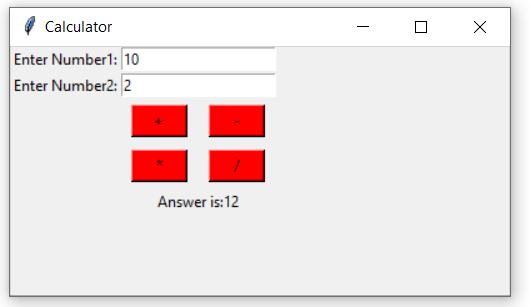 Calculator
Enter Number1: 10
Enter Number2: 2
+ -
* /
Answer is:12